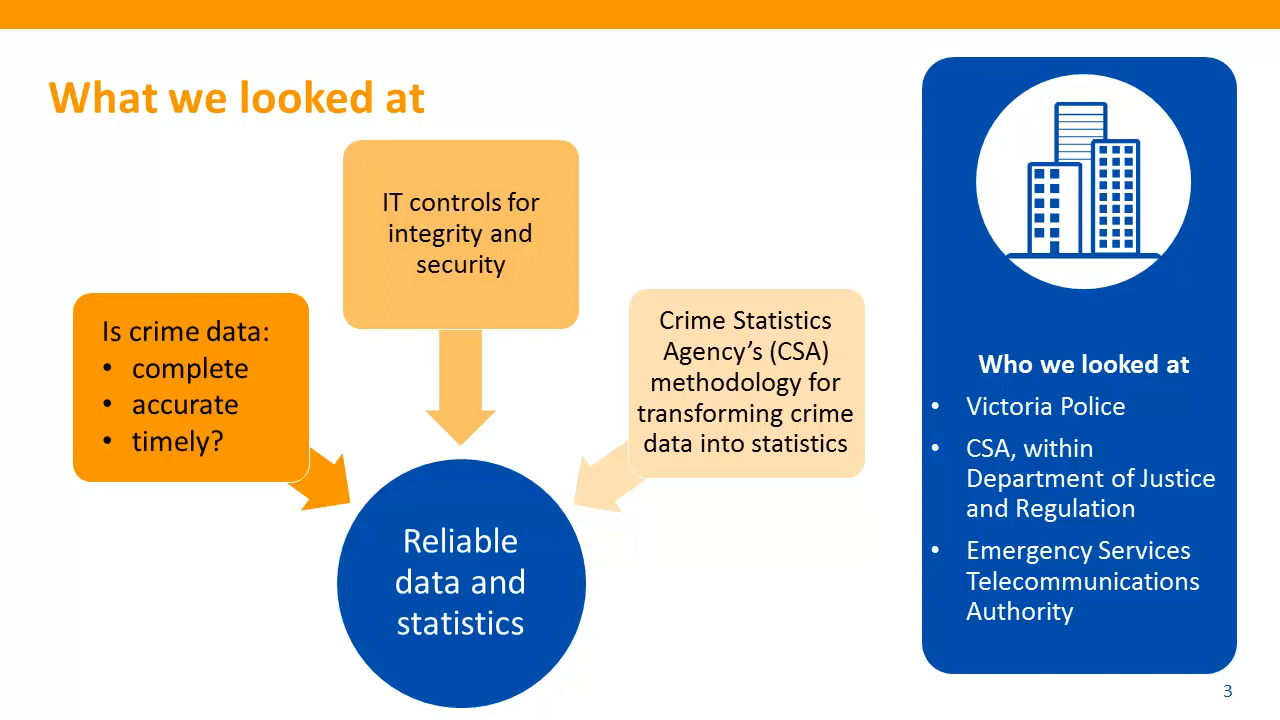 What we looked at
IT controls for
integrity and
security
Is crime data:
• complete
• accurate
• timely?
Crime Statistics
Agency’s (CSA)
methodology for
transforming crime
data into statistics
Reliable
data and
statistics
Who we looked at
• Victoria Police
• CSA, within
Department of Justice
and Regulation
• Emergency Services
Telecommunications
Authority
3